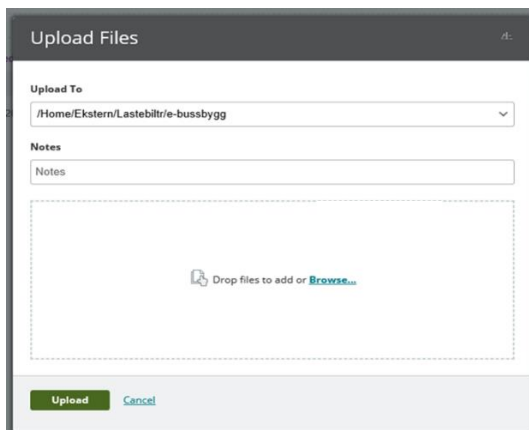 Upload Files
Upload To
/Home/Ekstern/Lastebiltr/e-bussbygg
Notes
Notes
Drop files to add or Browse...
Upload Cancel